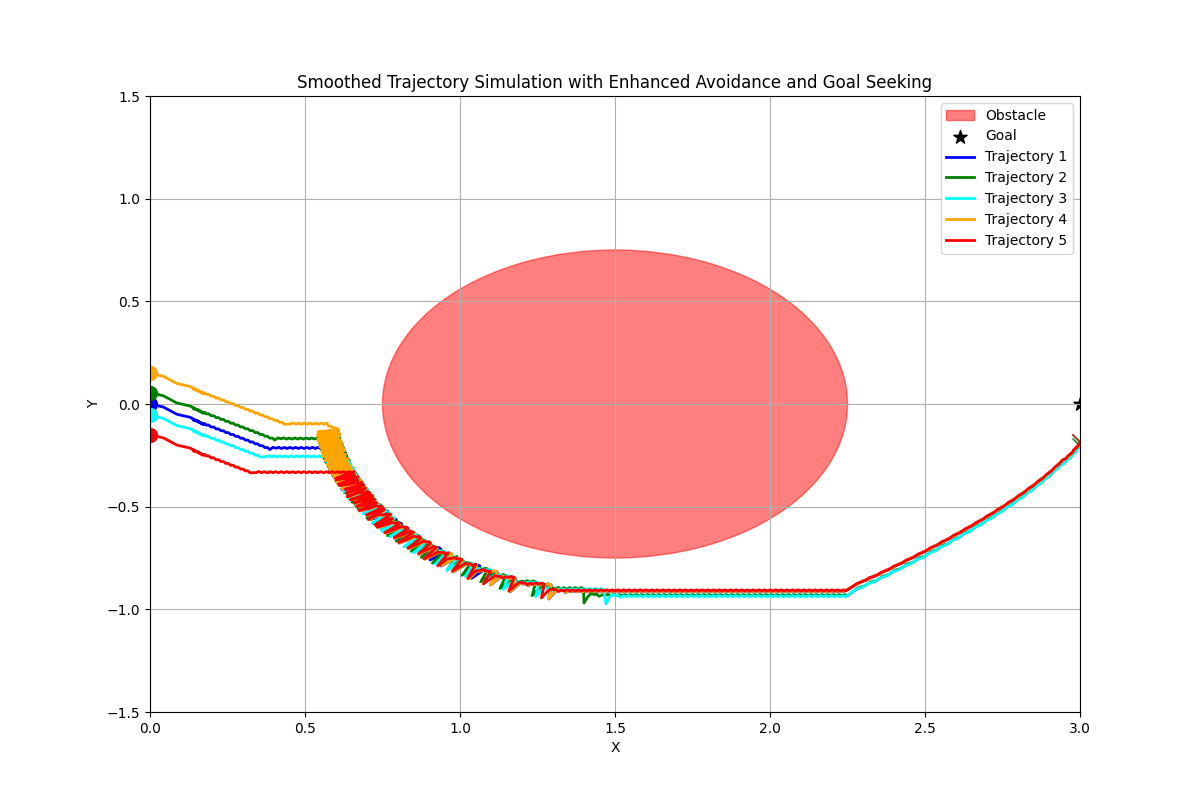 Smoothed Trajectory Simulation with Enhanced Avoidance and Goal Seeking
1.5
1.0
0.5
0.0
−0.5
−1.0
−1.5
Y
Obstacle
Goal
Trajectory 1
Trajectory 2
Trajectory 3
Trajectory 4
Trajectory 5
0.0 0.5 1.0 1.5 2.0 2.5 3.0
X